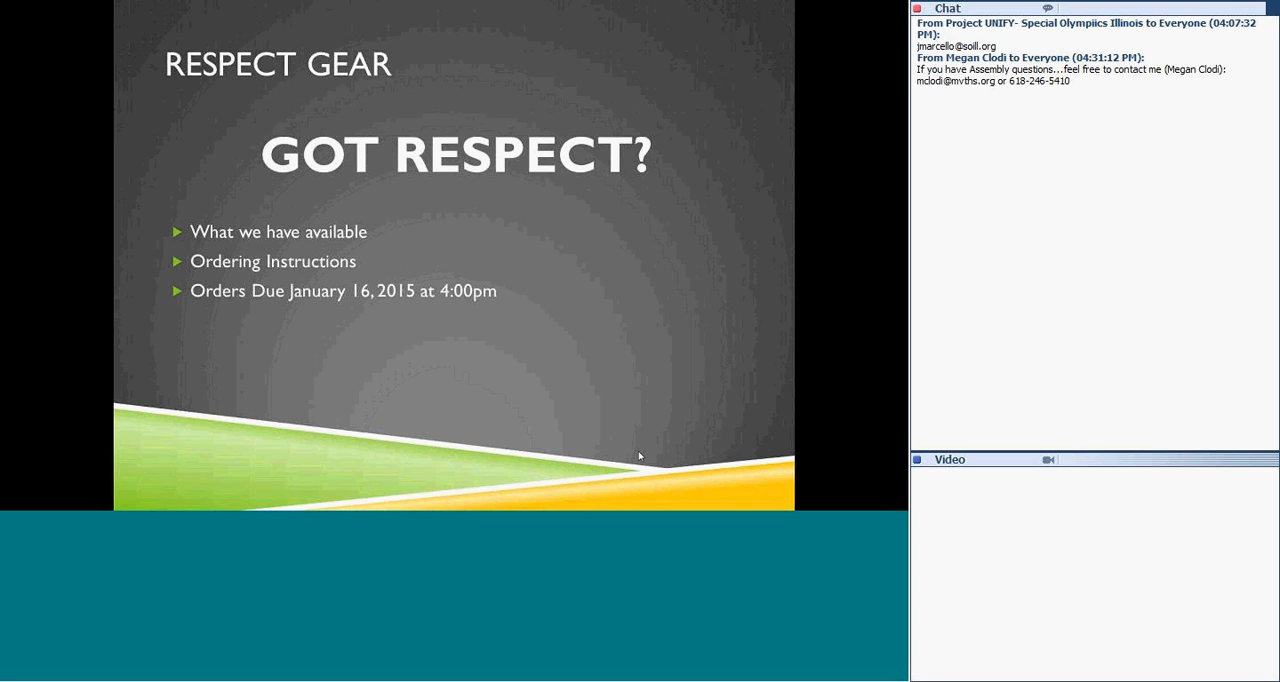 RESPECT GEAR
GOT RESPECT?
What we have available
Ordering Instructions
Orders Due January 16, 2015 at 4:00pm
Chat
From Project UNIFY- Special Olympiics Illinois to Everyone (04:07:32
PM):
jmarcello@soill.org
From Megan Clodi to Everyone (04:31:12 PM):
If you have Assembly questions...feel free to contact me (Megan Clodi):
mclodi@mvths.org or 618-246-5410
Video